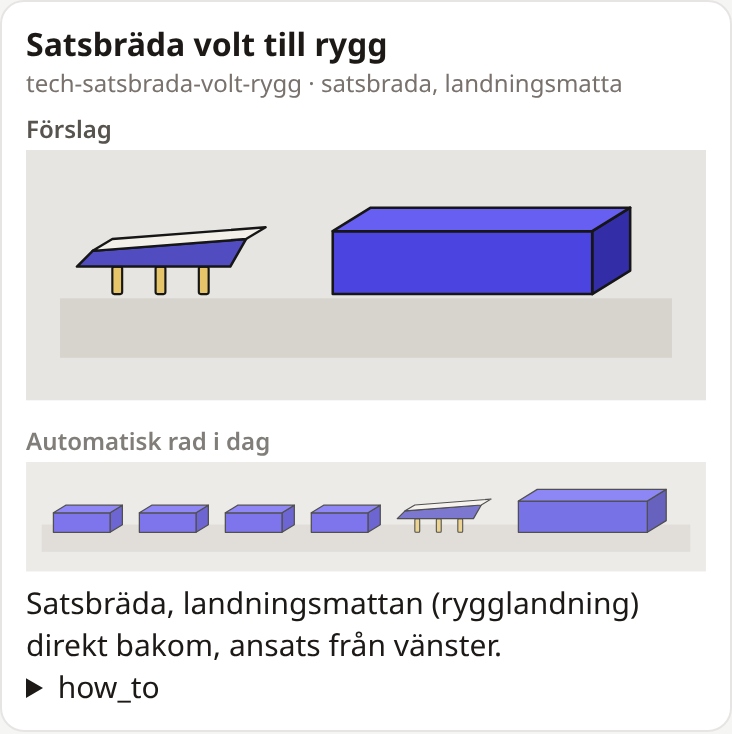 Satsbräda volt till rygg
tech-satsbrada-volt-rygg · satsbrada, landningsmatta
Förslag
Automatisk rad i dag
Satsbräda, landningsmattan (rygglandning)
direkt bakom, ansats från vänster.
▶ how_to